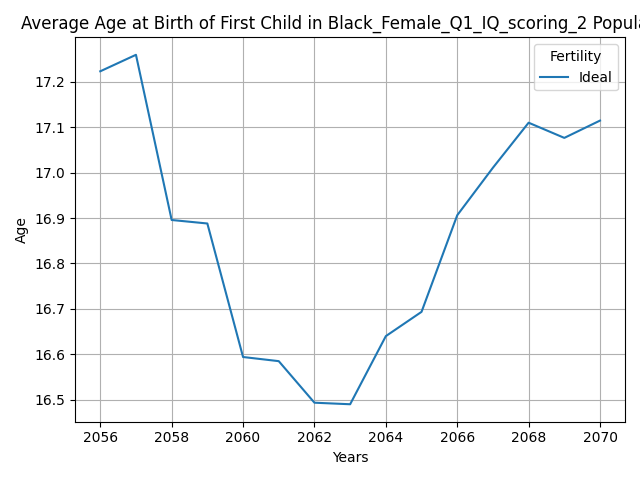 Average Age at Birth of First Child in Black_Female_Q1_IQ_scoring_2 Popula
Fertility
Ideal
17.2
17.1
17.0
16.9
16.8
16.7
16.6
16.5
Age
2056 2058 2060 2062 2064 2066 2068 2070
Years